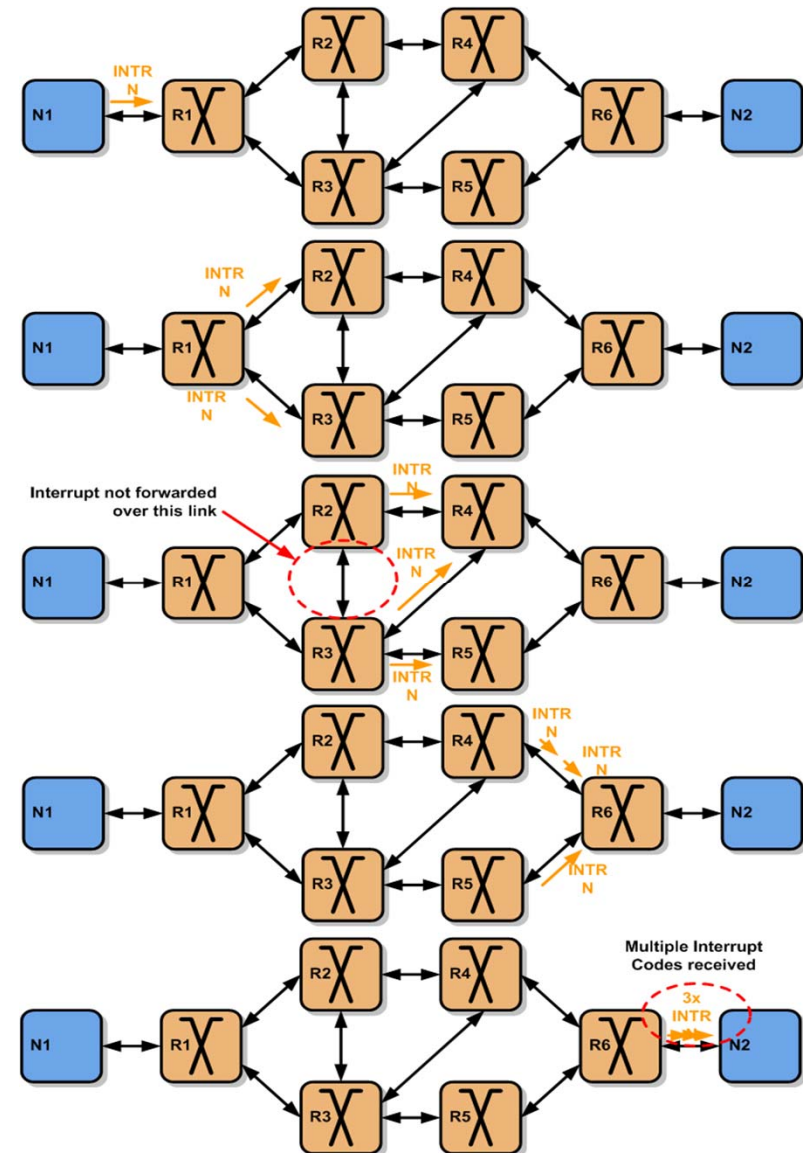 R2
R4
INTR
N
N1
R1
R6
N2
R3
R5
INTR
N
R2
R4
N1
R1
R6
N2
INTR
N
R3
R5
INTR
N
Interrupt not forwarded
over this link
R2
R4
INTR
N
N1
R1
R6
N2
R3
R5
INTR
N
INTR
N
R2
R4
INTR
N
N1
R1
R6
N2
R3
R5
INTR
N
Multiple Interrupt
Codes received
R2
R4
3x
INTR
N1
R1
R6
N2
R3
R5